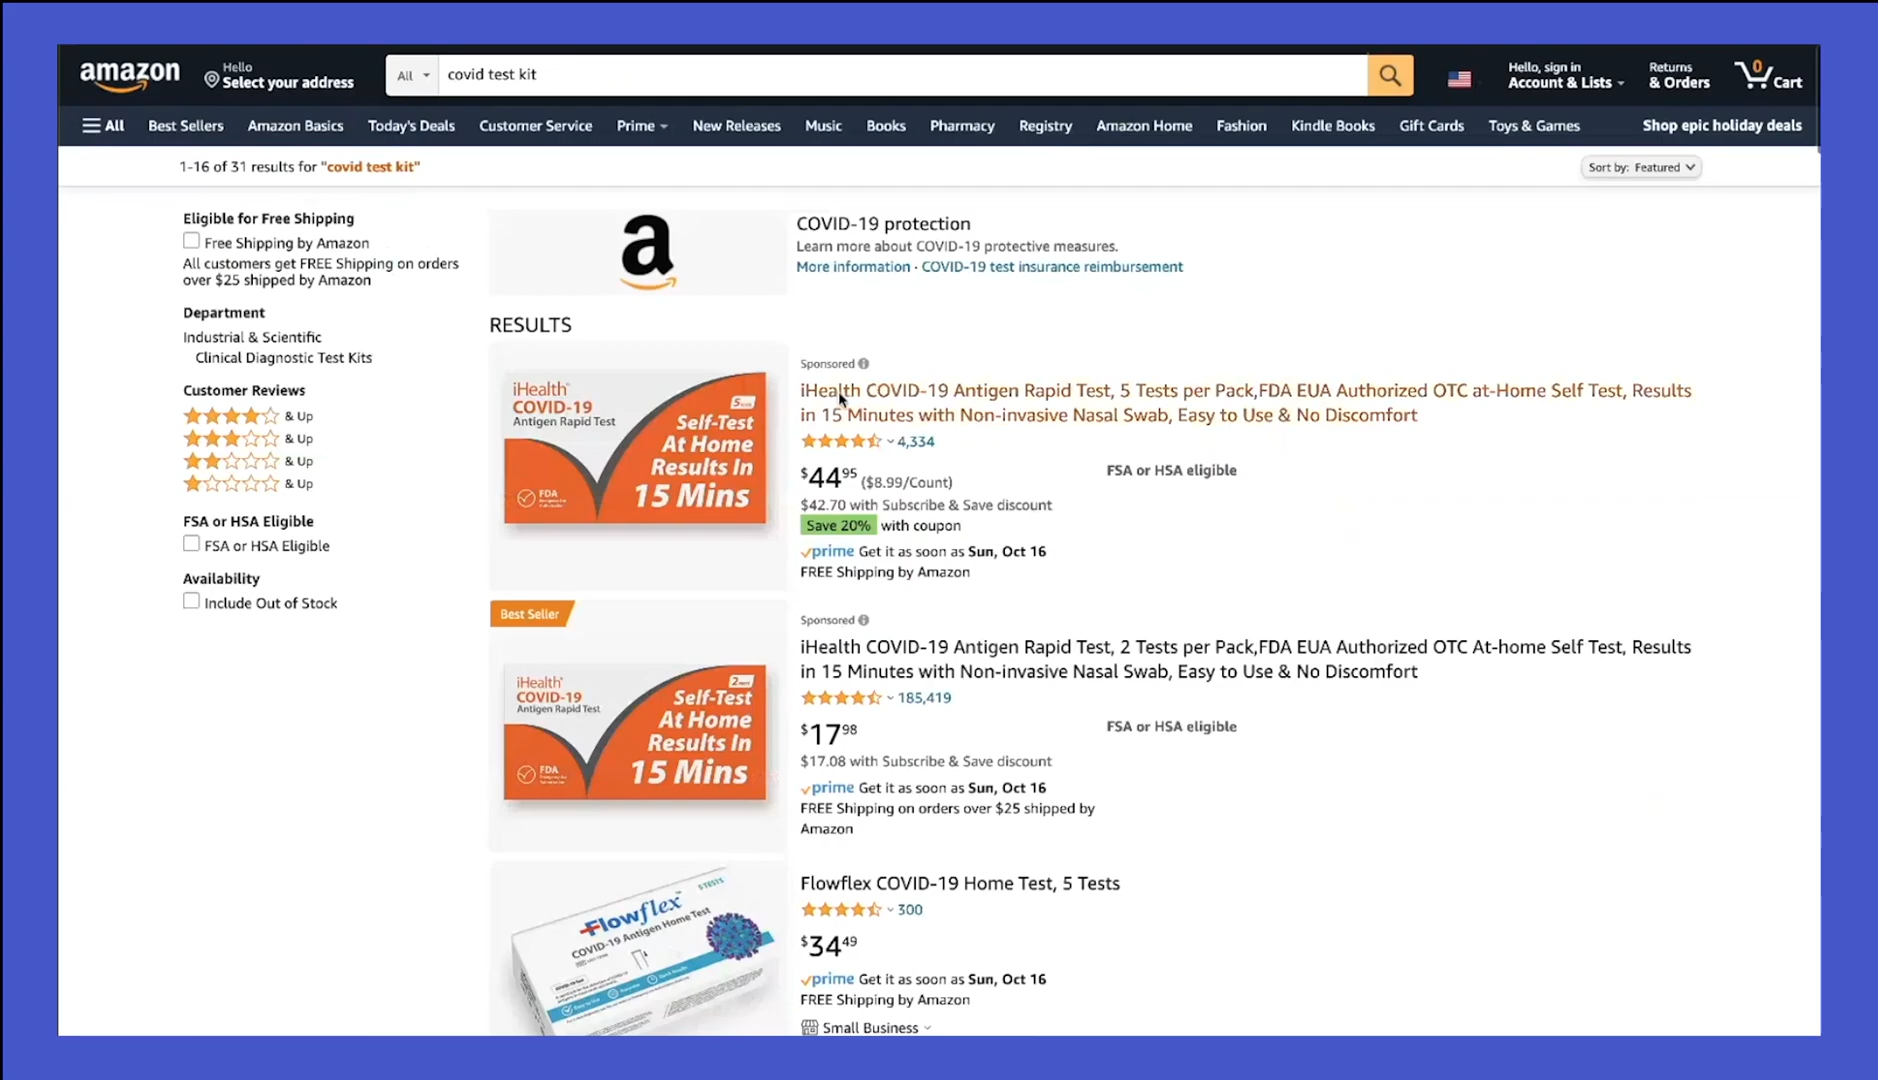 amazon
Hello
Select your address
All
covid test kit
Hello, sign in
Account & Lists
Returns
& Orders
0
Cart
All
Best Sellers
Amazon Basics
Today's Deals
Customer Service
Prime
New Releases
Music
Books
Pharmacy
Registry
Amazon Home
Fashion
Kindle Books
Gift Cards
Toys & Games
Shop epic holiday deals
1-16 of 31 results for "covid test kit"
Sort by: Featured
Eligible for Free Shipping
Free Shipping by Amazon
All customers get FREE Shipping on orders
over $25 shipped by Amazon
Department
Industrial & Scientific
Clinical Diagnostic Test Kits
Customer Reviews
& Up
& Up
& Up
& Up
FSA or HSA Eligible
FSA or HSA Eligible
Availability
Include Out of Stock
a
COVID-19 protection
Learn more about COVID-19 protective measures.
More information · COVID-19 test insurance reimbursement
RESULTS
iHealth
COVID-19
Antigen Rapid Test
5
Self-Test
At Home
Results In
15 Mins
FDA
Sponsored
iHealth COVID-19 Antigen Rapid Test, 5 Tests per Pack,FDA EUA Authorized OTC at-Home Self Test, Results
in 15 Minutes with Non-invasive Nasal Swab, Easy to Use & No Discomfort
4,334
$44.95 ($8.99/Count)
$42.70 with Subscribe & Save discount
Save 20% with coupon
prime Get it as soon as Sun, Oct 16
FREE Shipping by Amazon
FSA or HSA eligible
Best Seller
iHealth
COVID-19
Antigen Rapid Test
2
Self-Test
At Home
Results In
15 Mins
FDA
Sponsored
iHealth COVID-19 Antigen Rapid Test, 2 Tests per Pack,FDA EUA Authorized OTC At-home Self Test, Results
in 15 Minutes with Non-invasive Nasal Swab, Easy to Use & No Discomfort
185,419
$17.98
$17.08 with Subscribe & Save discount
prime Get it as soon as Sun, Oct 16
FREE Shipping on orders over $25 shipped by
Amazon
FSA or HSA eligible
5 TESTS
Flowflex
COVID-19 Antigen Home Test
Flowflex COVID-19 Home Test, 5 Tests
300
$34.49
prime Get it as soon as Sun, Oct 16
FREE Shipping by Amazon
Small Business